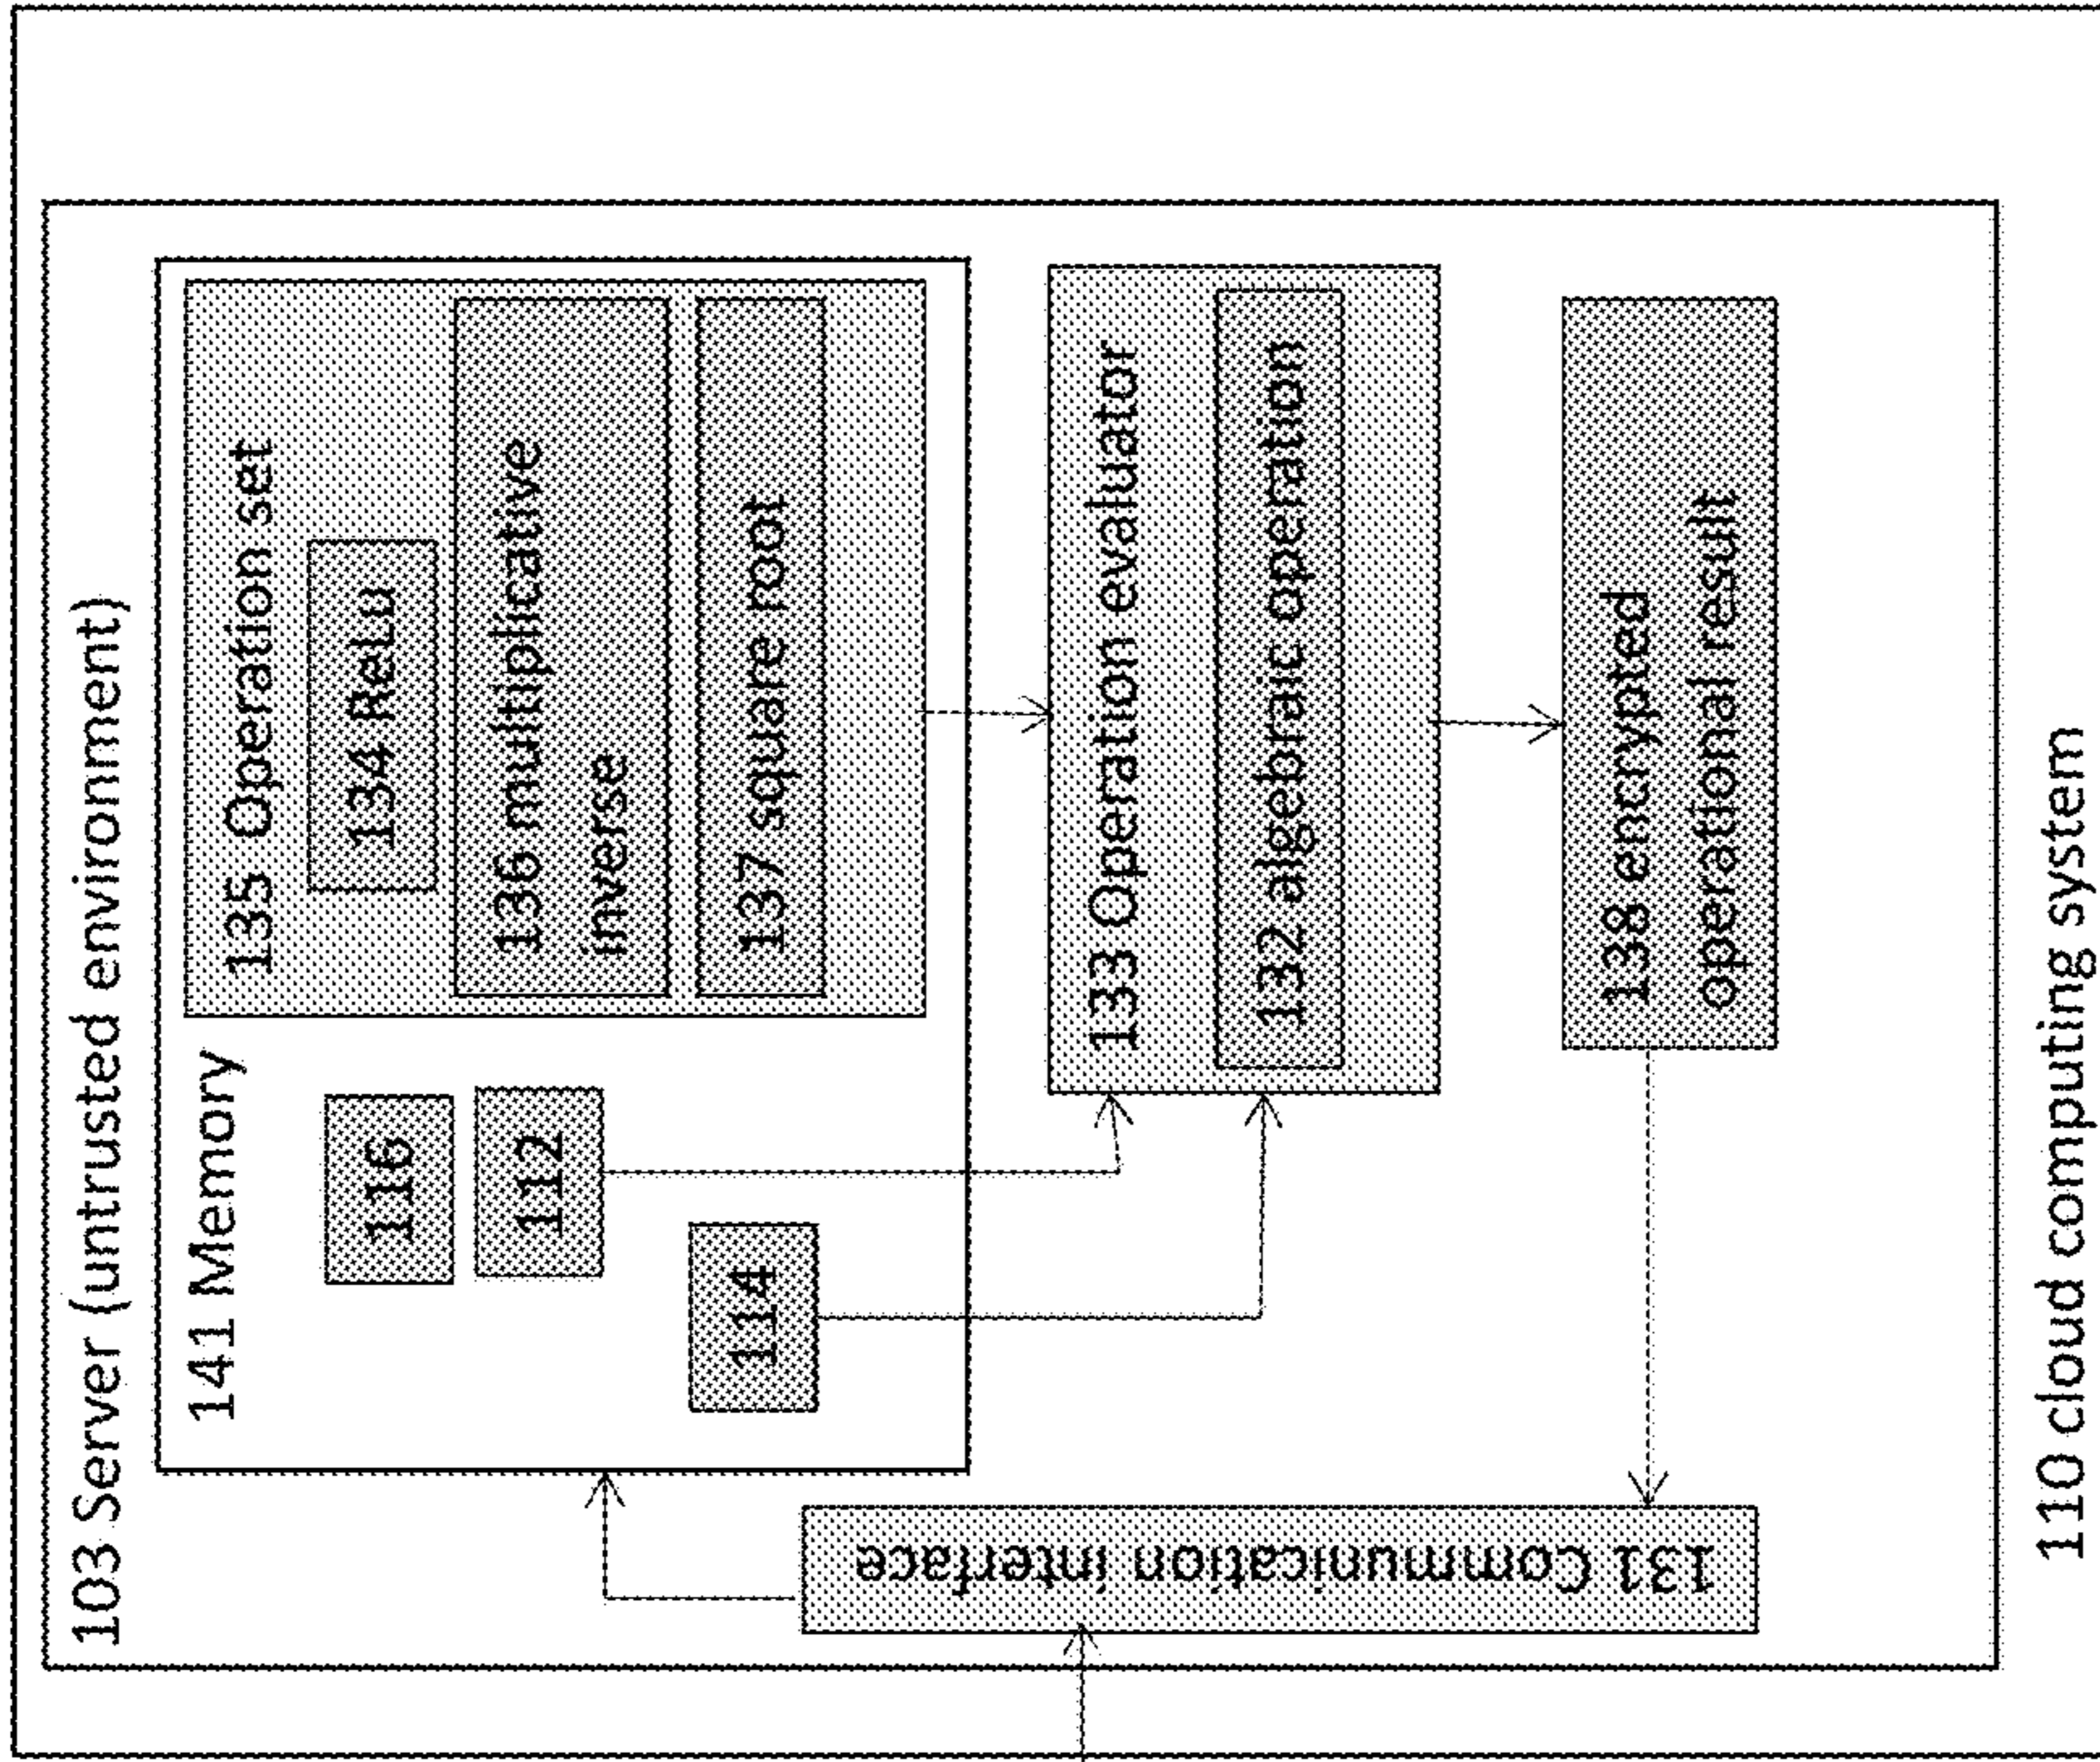 103 Server (untrusted environment)
141 Memory
116
112
114
135 Operation set
134 ReLu
136 multiplicative
inverse
137 square root
133 Operation evaluator
132 algebraic operation
138 encrypted
operational result
131 Communication interface
110 cloud computing system